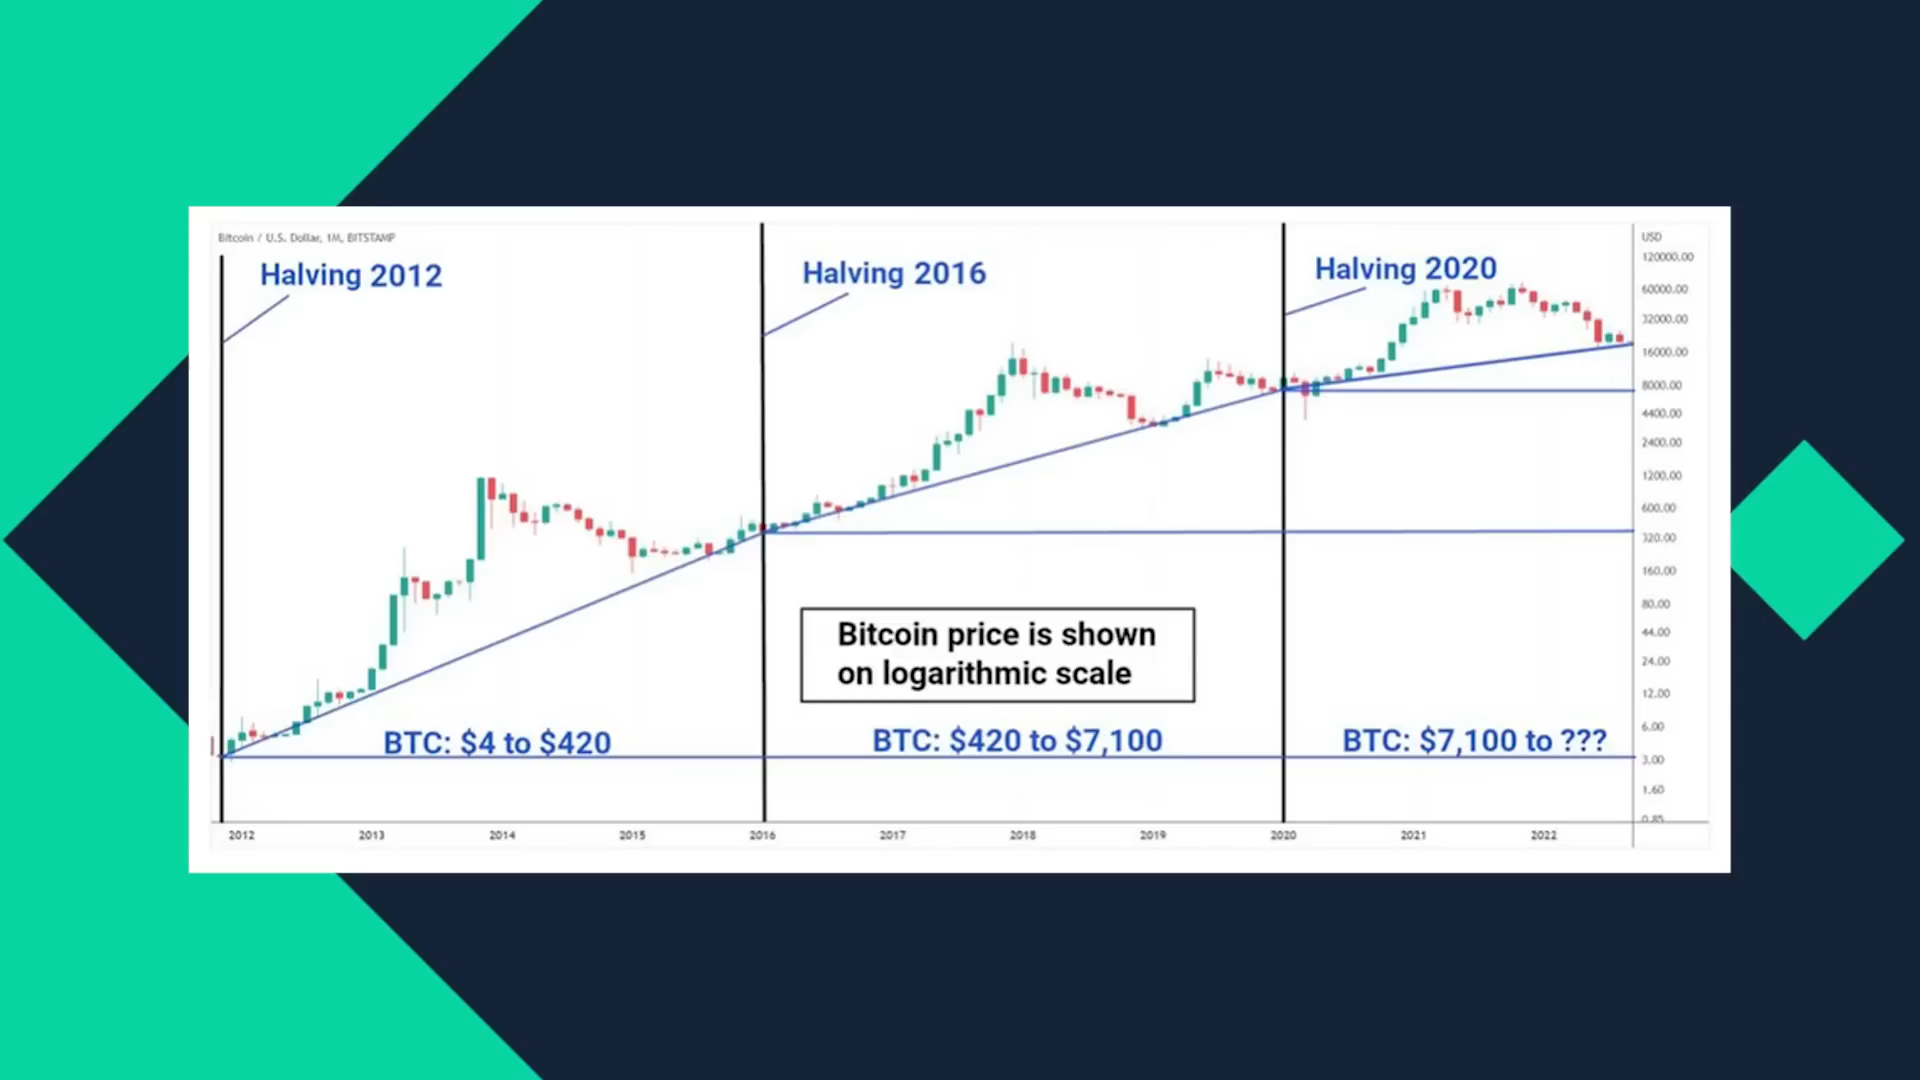 Bitcoin / U.S. Dollar, 1M, BITSTAMP
Halving 2012
Halving 2016
Halving 2020
USD
120000.00
60000.00
32000.00
16000.00
8000.00
4400.00
2400.00
1200.00
600.00
320.00
160.00
80.00
44.00
24.00
12.00
6.00
3.00
1.60
0.85
Bitcoin price is shown
on logarithmic scale
BTC: $4 to $420
BTC: $420 to $7,100
BTC: $7,100 to ???
2012 2013 2014 2015 2016 2017 2018 2019 2020 2021 2022